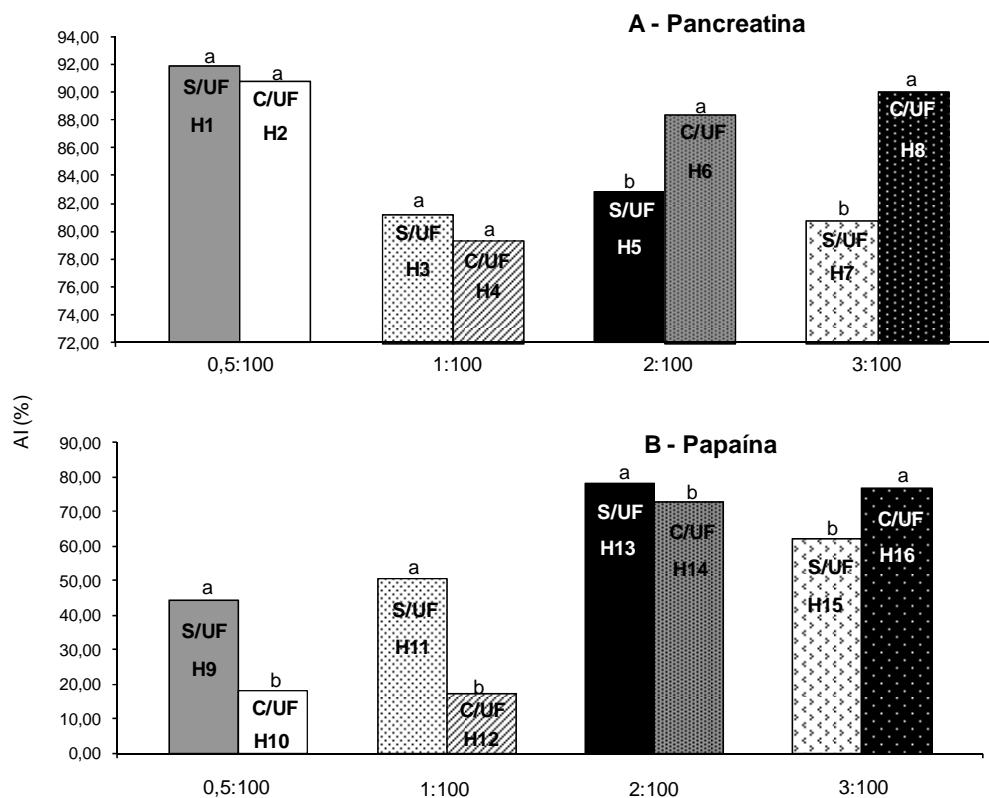 A - Pancreatina
94,00
92,00
90,00
88,00
86,00
84,00
82,00
80,00
78,00
76,00
74,00
72,00
a
S/UF
H1
a
C/UF
H2
a
S/UF
H3
a
C/UF
H4
b
S/UF
H5
a
C/UF
H6
b
S/UF
H7
a
C/UF
H8
0,5:100
1:100
2:100
3:100
AI (%)
B - Papaína
90,00
80,00
70,00
60,00
50,00
40,00
30,00
20,00
10,00
0,00
a
S/UF
H9
b
C/UF
H10
a
S/UF
H11
b
C/UF
H12
a
S/UF
H13
b
C/UF
H14
b
S/UF
H15
a
C/UF
H16
0,5:100
1:100
2:100
3:100